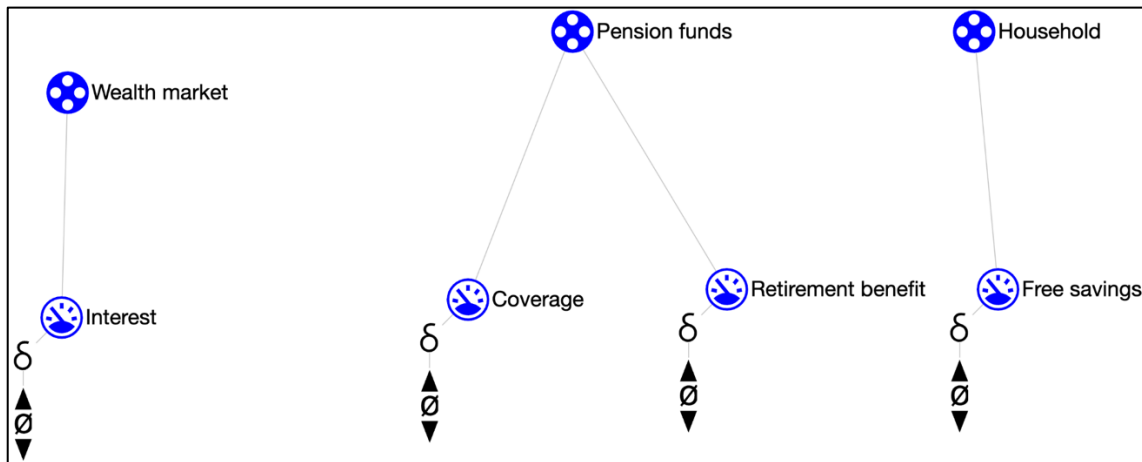 Pension funds
Household
Wealth market
Interest
Coverage
Retirement benefit
Free savings
δ
δ
δ
δ
Ø
Ø
Ø
Ø